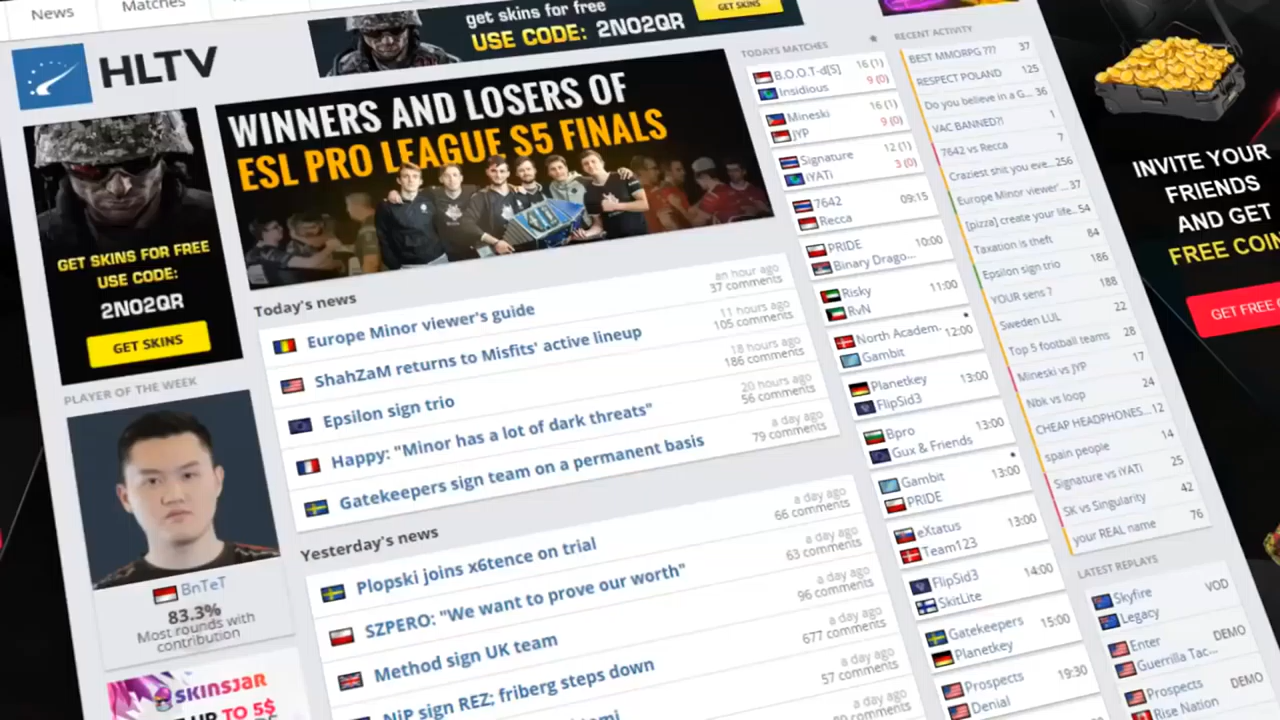 News
Matches
HLTV
get skins for free
USE CODE: 2NO2QR
GET SKINS
GET SKINS FOR FREE
USE CODE:
2NO2QR
GET SKINS
PLAYER OF THE WEEK
BnTeT
83.3%
Most rounds with
contribution
SKINSJAR
UP TO 5$
WINNERS AND LOSERS OF
ESL PRO LEAGUE S5 FINALS
Today's news
Europe Minor viewer's guide
an hour ago
37 comments
ShahZaM returns to Misfits' active lineup
11 hours ago
105 comments
Epsilon sign trio
18 hours ago
186 comments
Happy: "Minor has a lot of dark threats"
20 hours ago
56 comments
Gatekeepers sign team on a permanent basis
a day ago
79 comments
Yesterday's news
Plopski joins x6tence on trial
a day ago
66 comments
SZPERO: "We want to prove our worth"
a day ago
63 comments
Method sign UK team
a day ago
96 comments
NiP sign REZ; friberg steps down
a day ago
677 comments
a day ago
57 comments
a day ago
TODAYS MATCHES
B.O.O.T-d[S] 16 (1)
Insidious 9 (0)
Mineski 16 (1)
JYP 9 (0)
Signature 12 (1)
iYATi 3 (0)
7642 09:15
Recca
PRIDE 10:00
Binary Drago...
Risky 11:00
RvN
North Academ. 12:00
Gambit
Planetkey 13:00
FlipSid3
Bpro 13:00
Gux & Friends
Gambit 13:00
PRIDE
eXtatus 13:00
Team123
FlipSid3 14:00
SkitLite
Gatekeepers 15:00
Planetkey
Prospects 19:30
Denial
RECENT ACTIVITY
BEST MMORPG ??? 37
RESPECT POLAND 125
Do you believe in a G... 36
VAC BANNED?! 1
7642 vs Recca 7
Craziest shit you eve... 256
Europe Minor viewer'... 37
[pizza] create your life... 54
Taxation is theft 84
Epsilon sign trio 186
YOUR sens ? 188
Sweden LUL 22
Top 5 football teams 28
Mineski vs JYP 17
Nbk vs loop 24
CHEAP HEADPHONES... 12
spain people 14
Signature vs iYATi 25
SK vs Singularity 42
your REAL name 76
LATEST REPLAYS
Skyfire VOD
Legacy
Enter DEMO
Guerrilla Tac...
Prospects DEMO
Rise Nation
INVITE YOUR
FRIENDS
AND GET
FREE COIN
GET FREE